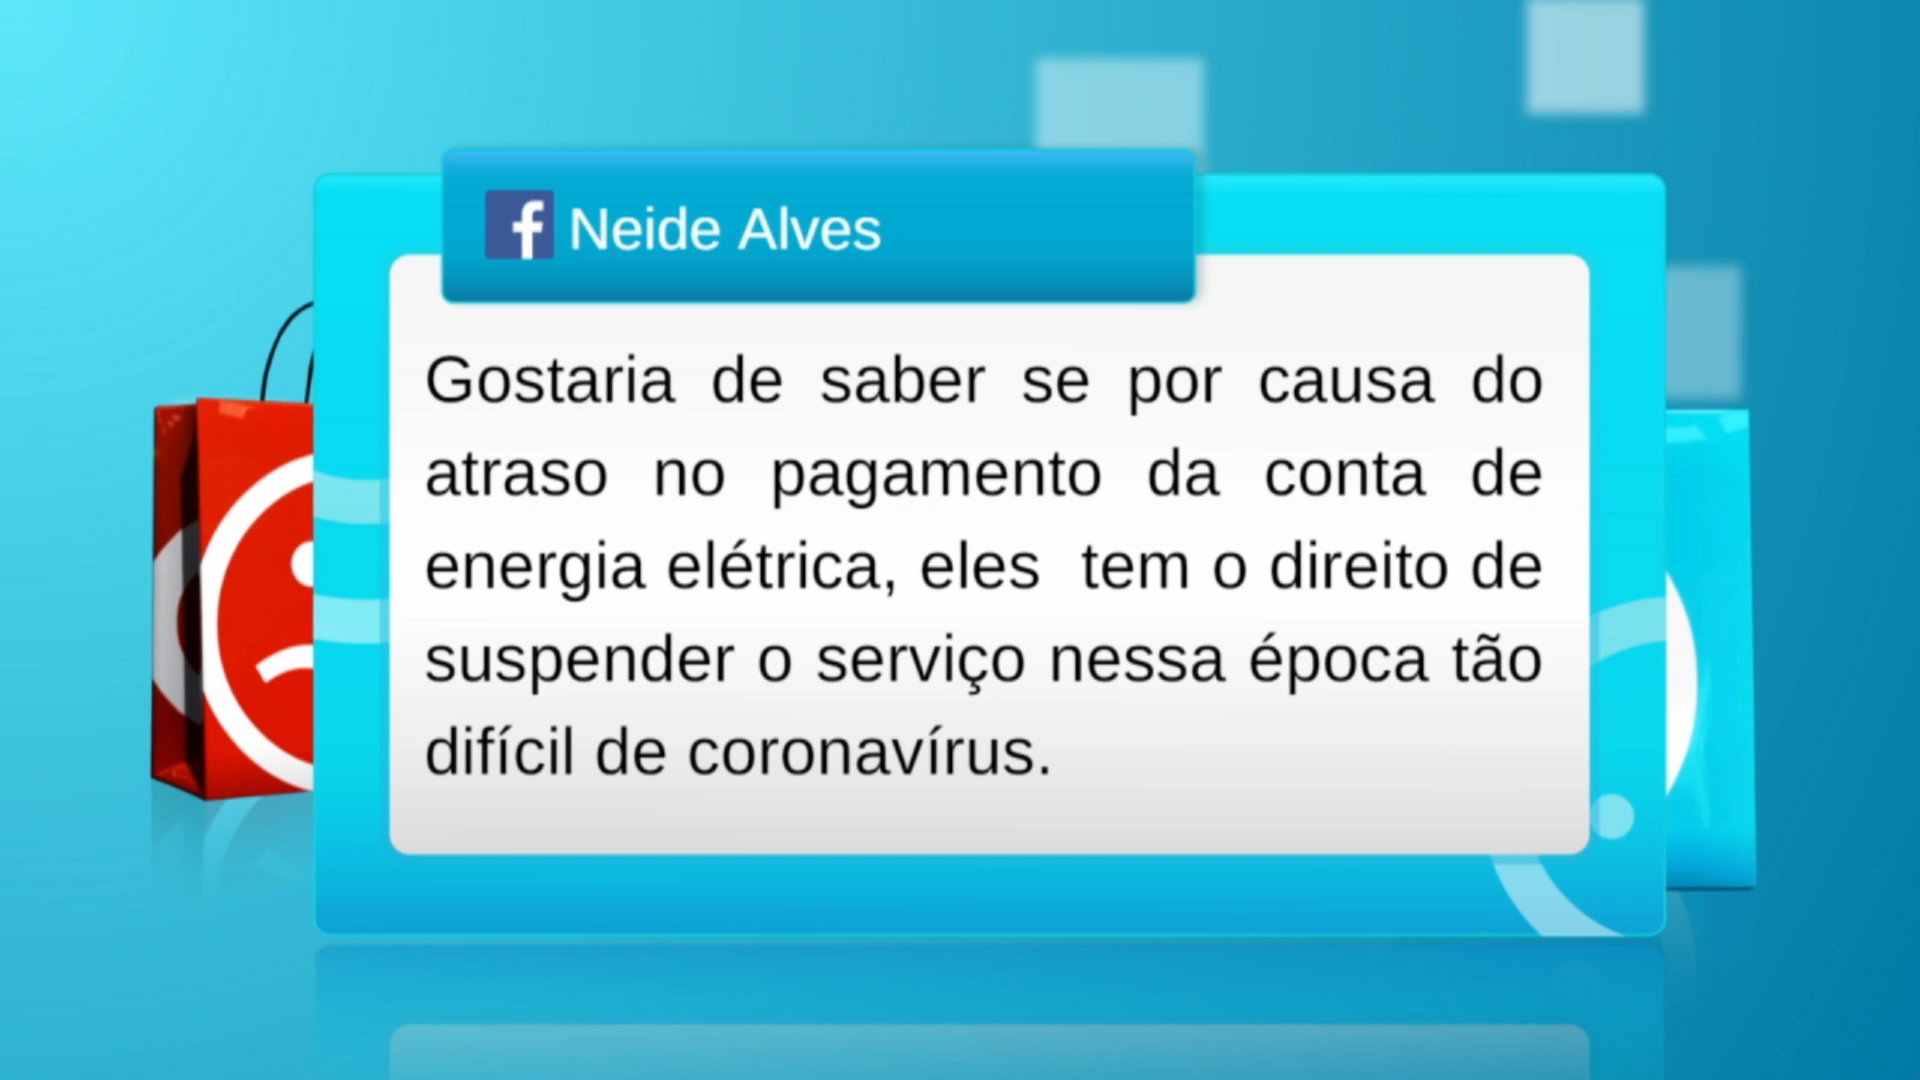 Neide Alves
Gostaria de saber se por causa do
atraso no pagamento da conta de
energia elétrica, eles  tem o direito de
suspender o serviço nessa época tão
difícil de coronavírus.